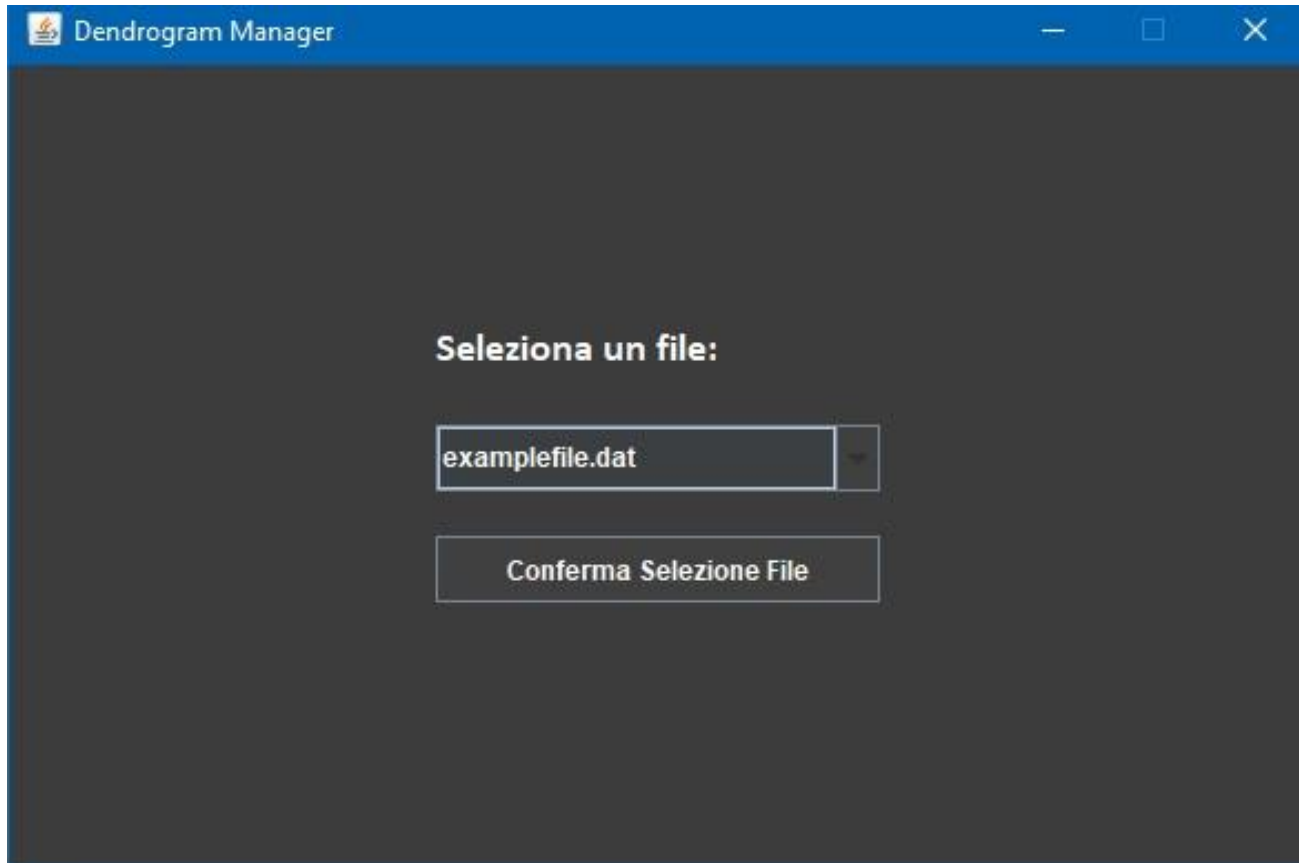 Dendrogram Manager
Seleziona un file:
examplefile.dat
Conferma Selezione File